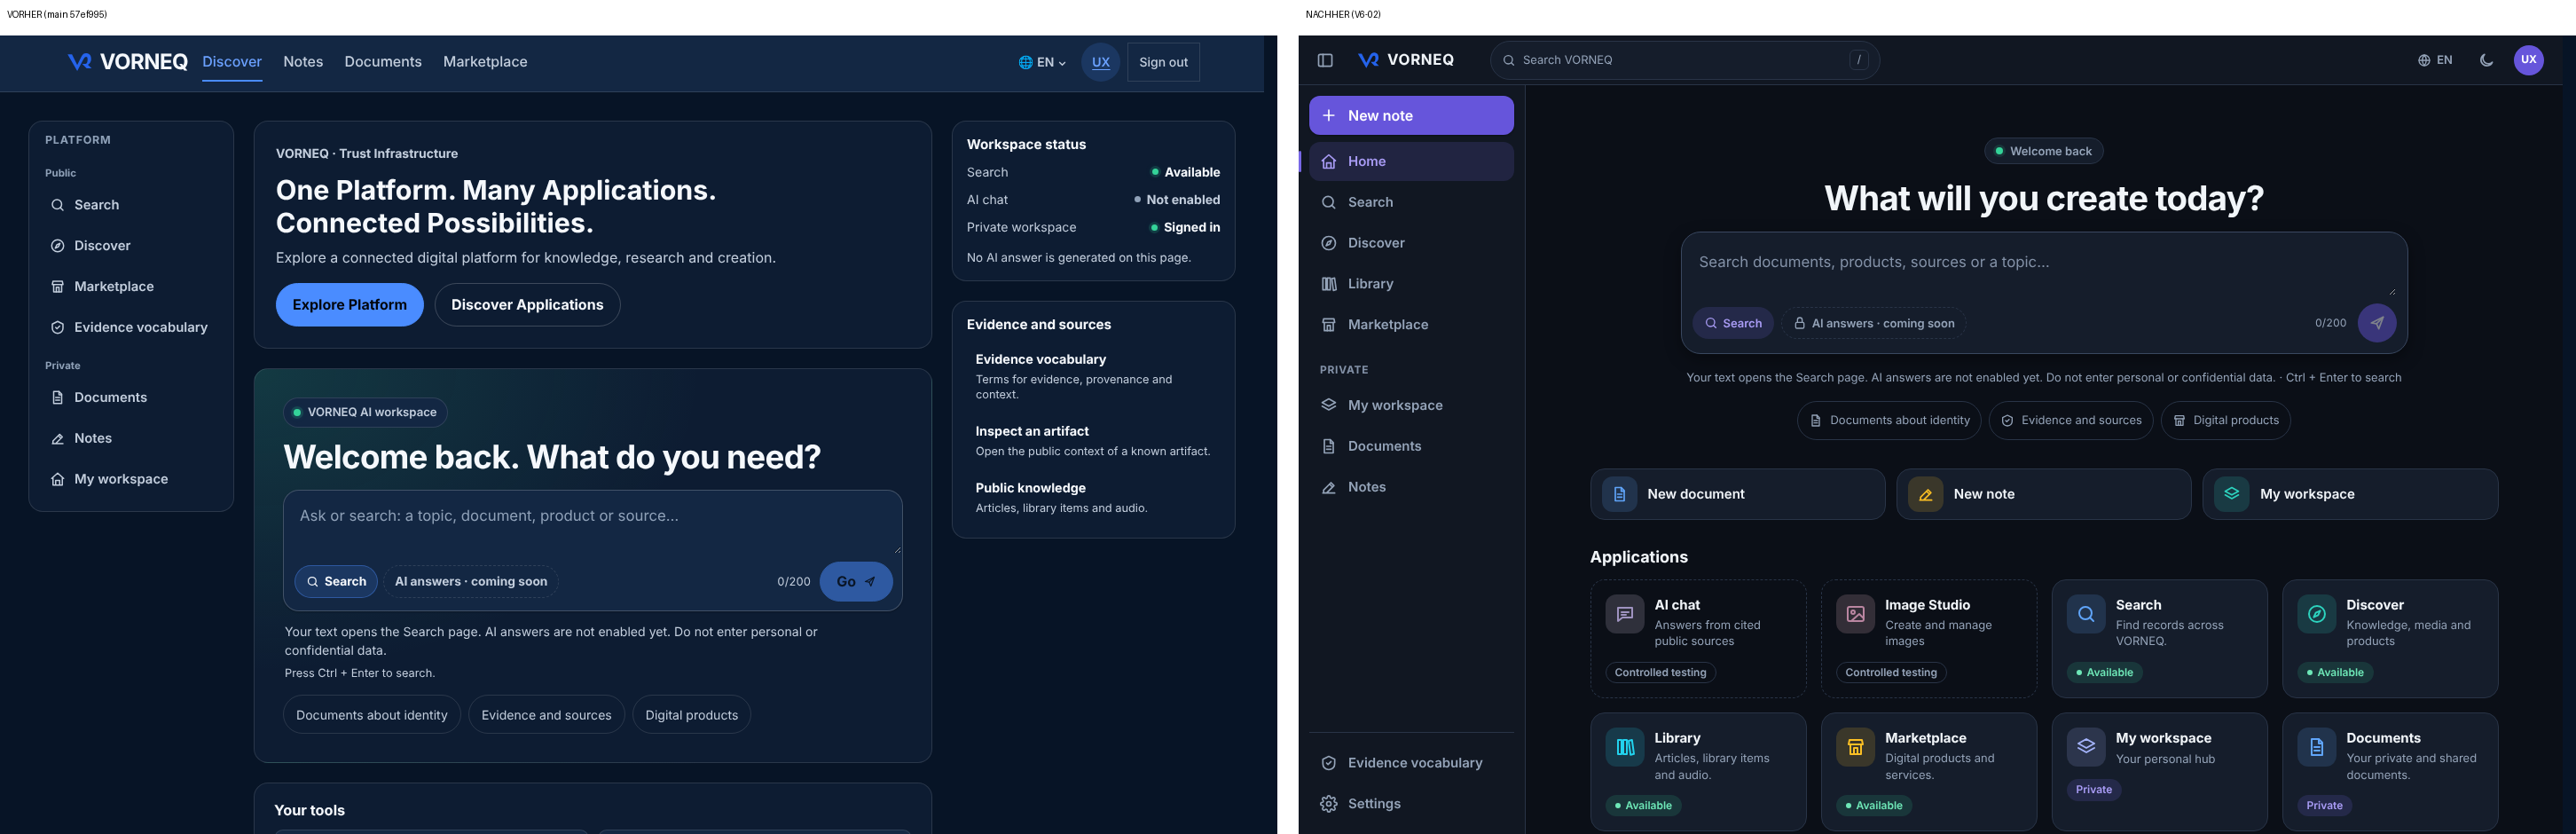 VORHER (main 57ef995)
VORNEQ
Discover
Notes
Documents
Marketplace
EN
UX
Sign out
PLATFORM
Public
Search
Discover
Marketplace
Evidence vocabulary
Private
Documents
Notes
My workspace
VORNEQ · Trust Infrastructure
One Platform. Many Applications.
Connected Possibilities.
Explore a connected digital platform for knowledge, research and creation.
Explore Platform
Discover Applications
VORNEQ AI workspace
Welcome back. What do you need?
Ask or search: a topic, document, product or source...
Search
AI answers · coming soon
0/200
Go
Your text opens the Search page. AI answers are not enabled yet. Do not enter personal or
confidential data.
Press Ctrl + Enter to search.
Documents about identity
Evidence and sources
Digital products
Your tools
Workspace status
Search
Available
AI chat
Not enabled
Private workspace
Signed in
No AI answer is generated on this page.
Evidence and sources
Evidence vocabulary
Terms for evidence, provenance and
context.
Inspect an artifact
Open the public context of a known artifact.
Public knowledge
Articles, library items and audio.
NACHHER (V6-02)
VORNEQ
Search VORNEQ
/
EN
UX
New note
Home
Search
Discover
Library
Marketplace
PRIVATE
My workspace
Documents
Notes
Evidence vocabulary
Settings
Welcome back
What will you create today?
Search documents, products, sources or a topic...
Search
AI answers · coming soon
0/200
Your text opens the Search page. AI answers are not enabled yet. Do not enter personal or confidential data. · Ctrl + Enter to search
Documents about identity
Evidence and sources
Digital products
New document
New note
My workspace
Applications
AI chat
Answers from cited
public sources
Controlled testing
Image Studio
Create and manage
images
Controlled testing
Search
Find records across
VORNEQ.
Available
Discover
Knowledge, media and
products
Available
Library
Articles, library items
and audio.
Available
Marketplace
Digital products and
services.
Available
My workspace
Your personal hub
Private
Documents
Your private and shared
documents.
Private